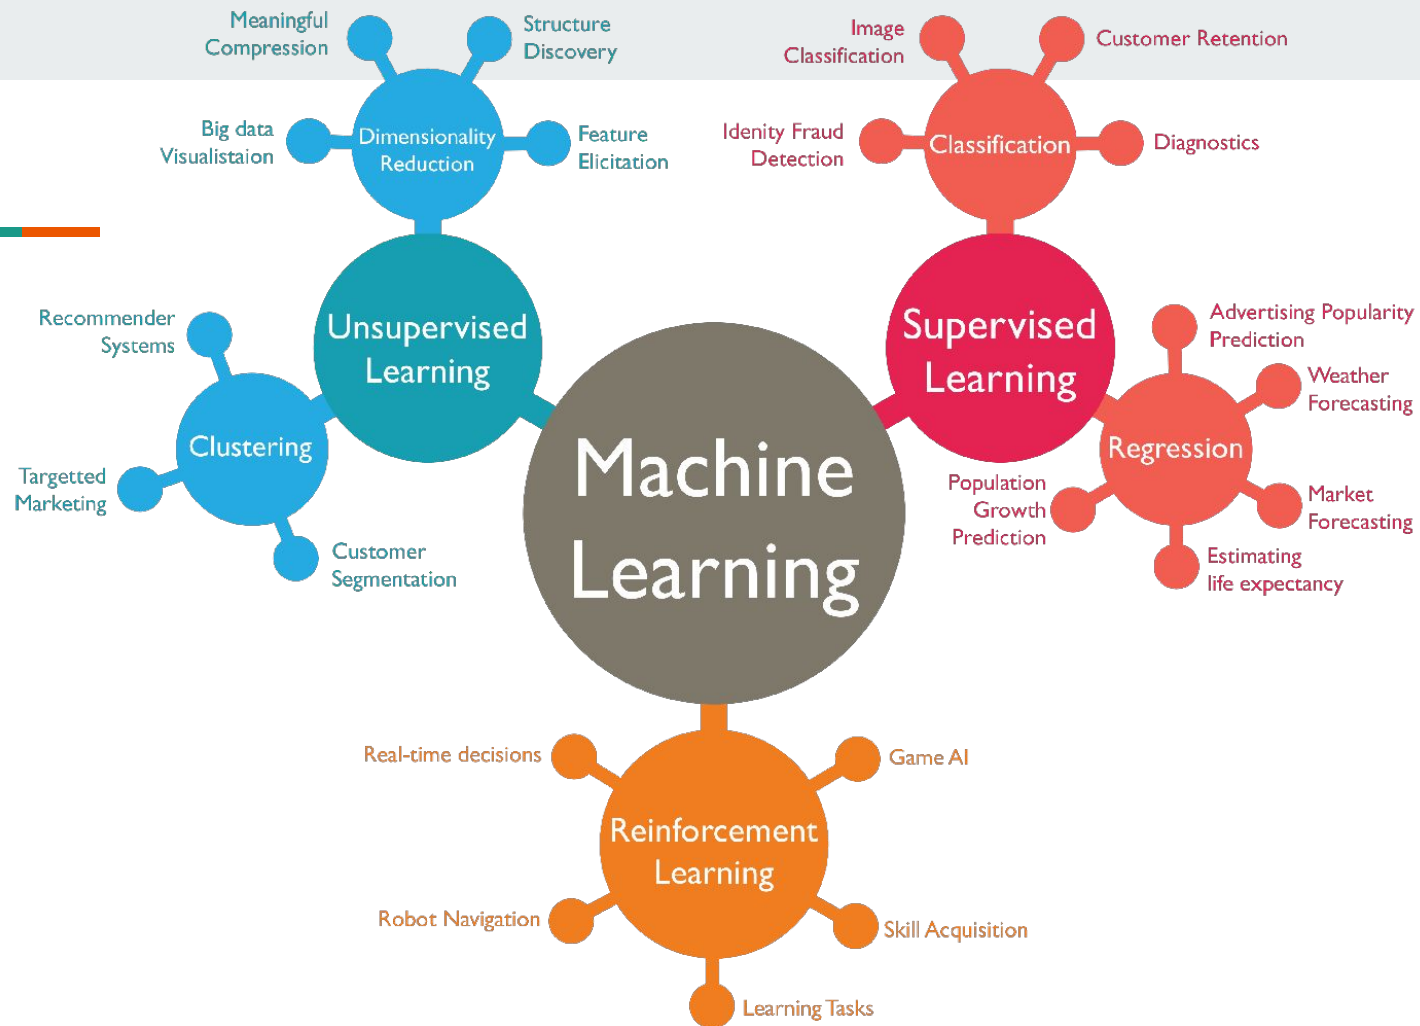 Meaningful
Compression
Structure
Discovery
Big data
Visualistaion
Dimensionality
Reduction
Feature
Elicitation
Image
Classification
Customer Retention
Idenity Fraud
Detection
Classification
Diagnostics
Unsupervised
Learning
Recommender
Systems
Clustering
Targetted
Marketing
Customer
Segmentation
Supervised
Learning
Advertising Popularity
Prediction
Weather
Forecasting
Regression
Population
Growth
Prediction
Market
Forecasting
Estimating
life expectancy
Machine
Learning
Real-time decisions
Game AI
Reinforcement
Learning
Robot Navigation
Skill Acquisition
Learning Tasks